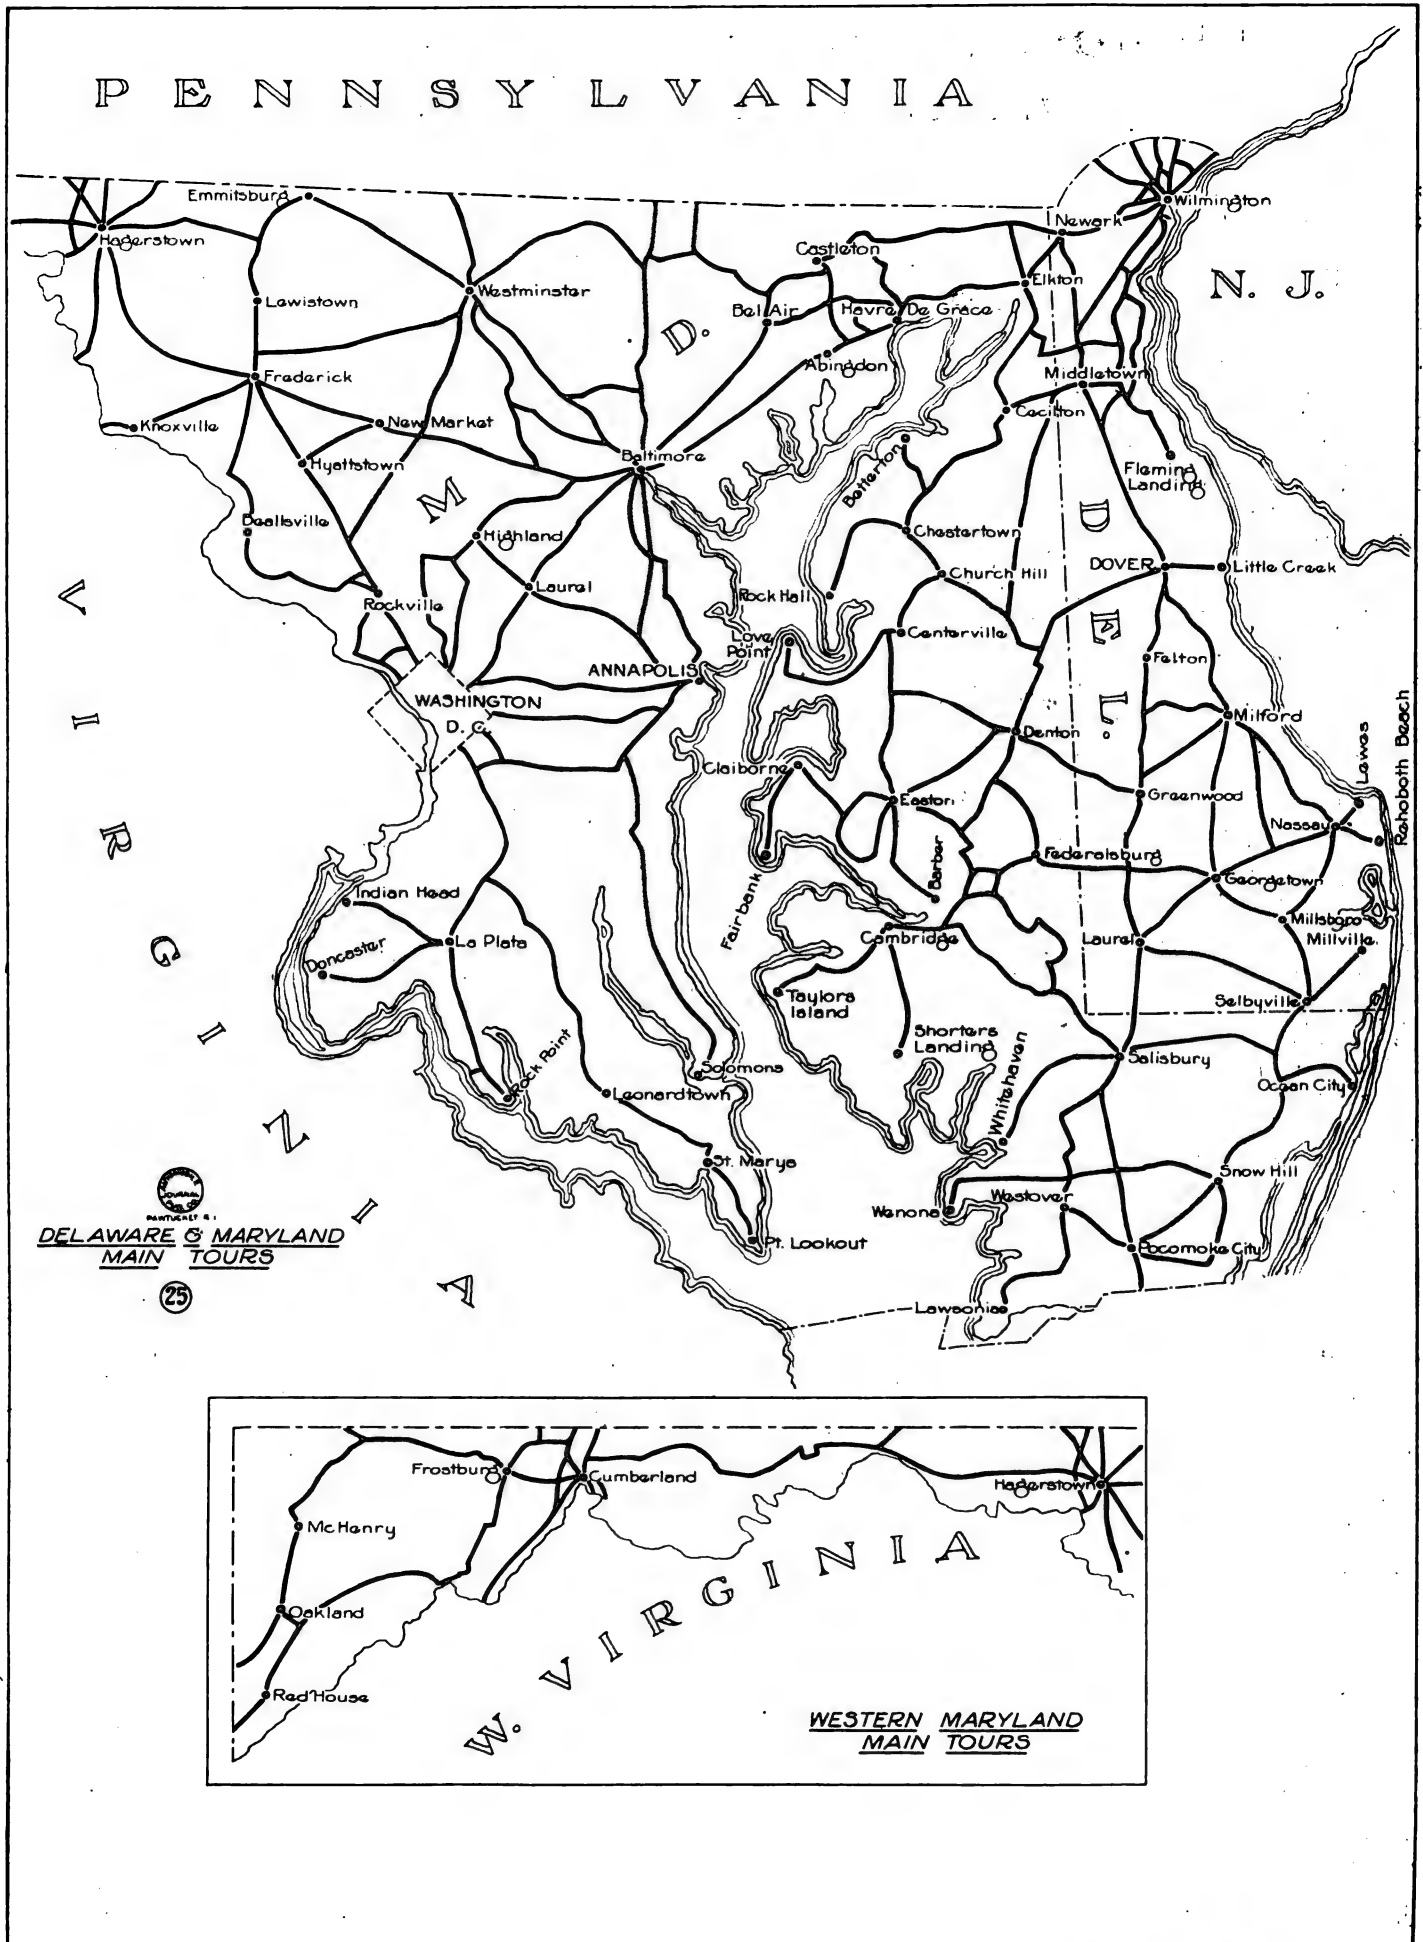 PENNSYLVANIA
Emmitsburg
Wilmington
Hagerstown
Newark
Castleton
N. J.
Elkton
Lewistown
Westminster
Bel Air
Havre De Grace
D.
Abingdon
Frederick
Middletown
Cecilton
Knoxville
New Market
Baltimore
Hyattstown
Betterton
Fleming
Landing
M
D
Beallsville
Highland
Chestertown
DOVER
Little Creek
Church Hill
Laurel
Rock Hall
Rockville
E
Love
Point
Centerville
Felton
ANNAPOLIS
WASHINGTON
D. C.
L.
Milford
Denton
Lewes
Rehoboth Beach
Claiborne
Easton
Greenwood
Nassau
Barber
Federalsburg
Georgetown
Indian Head
Fairbank
Millsboro
Cambridge
Laurel
Millville
La Plata
Doncaster
Taylors
Island
Selbyville
Shorters
Landing
Whitehaven
Salisbury
Rock Point
Solomons
Leonardtown
Ocean City
St. Marys
Snow Hill
Westover
Wenona
Pt. Lookout
Pocomoke City
Lawsonia
VIRGINIA
JOURNAL
PAWTUCKET R I
DELAWARE & MARYLAND
MAIN TOURS
25
Frostburg
Cumberland
Hagerstown
McHenry
Oakland
Red House
W. VIRGINIA
WESTERN MARYLAND
MAIN TOURS